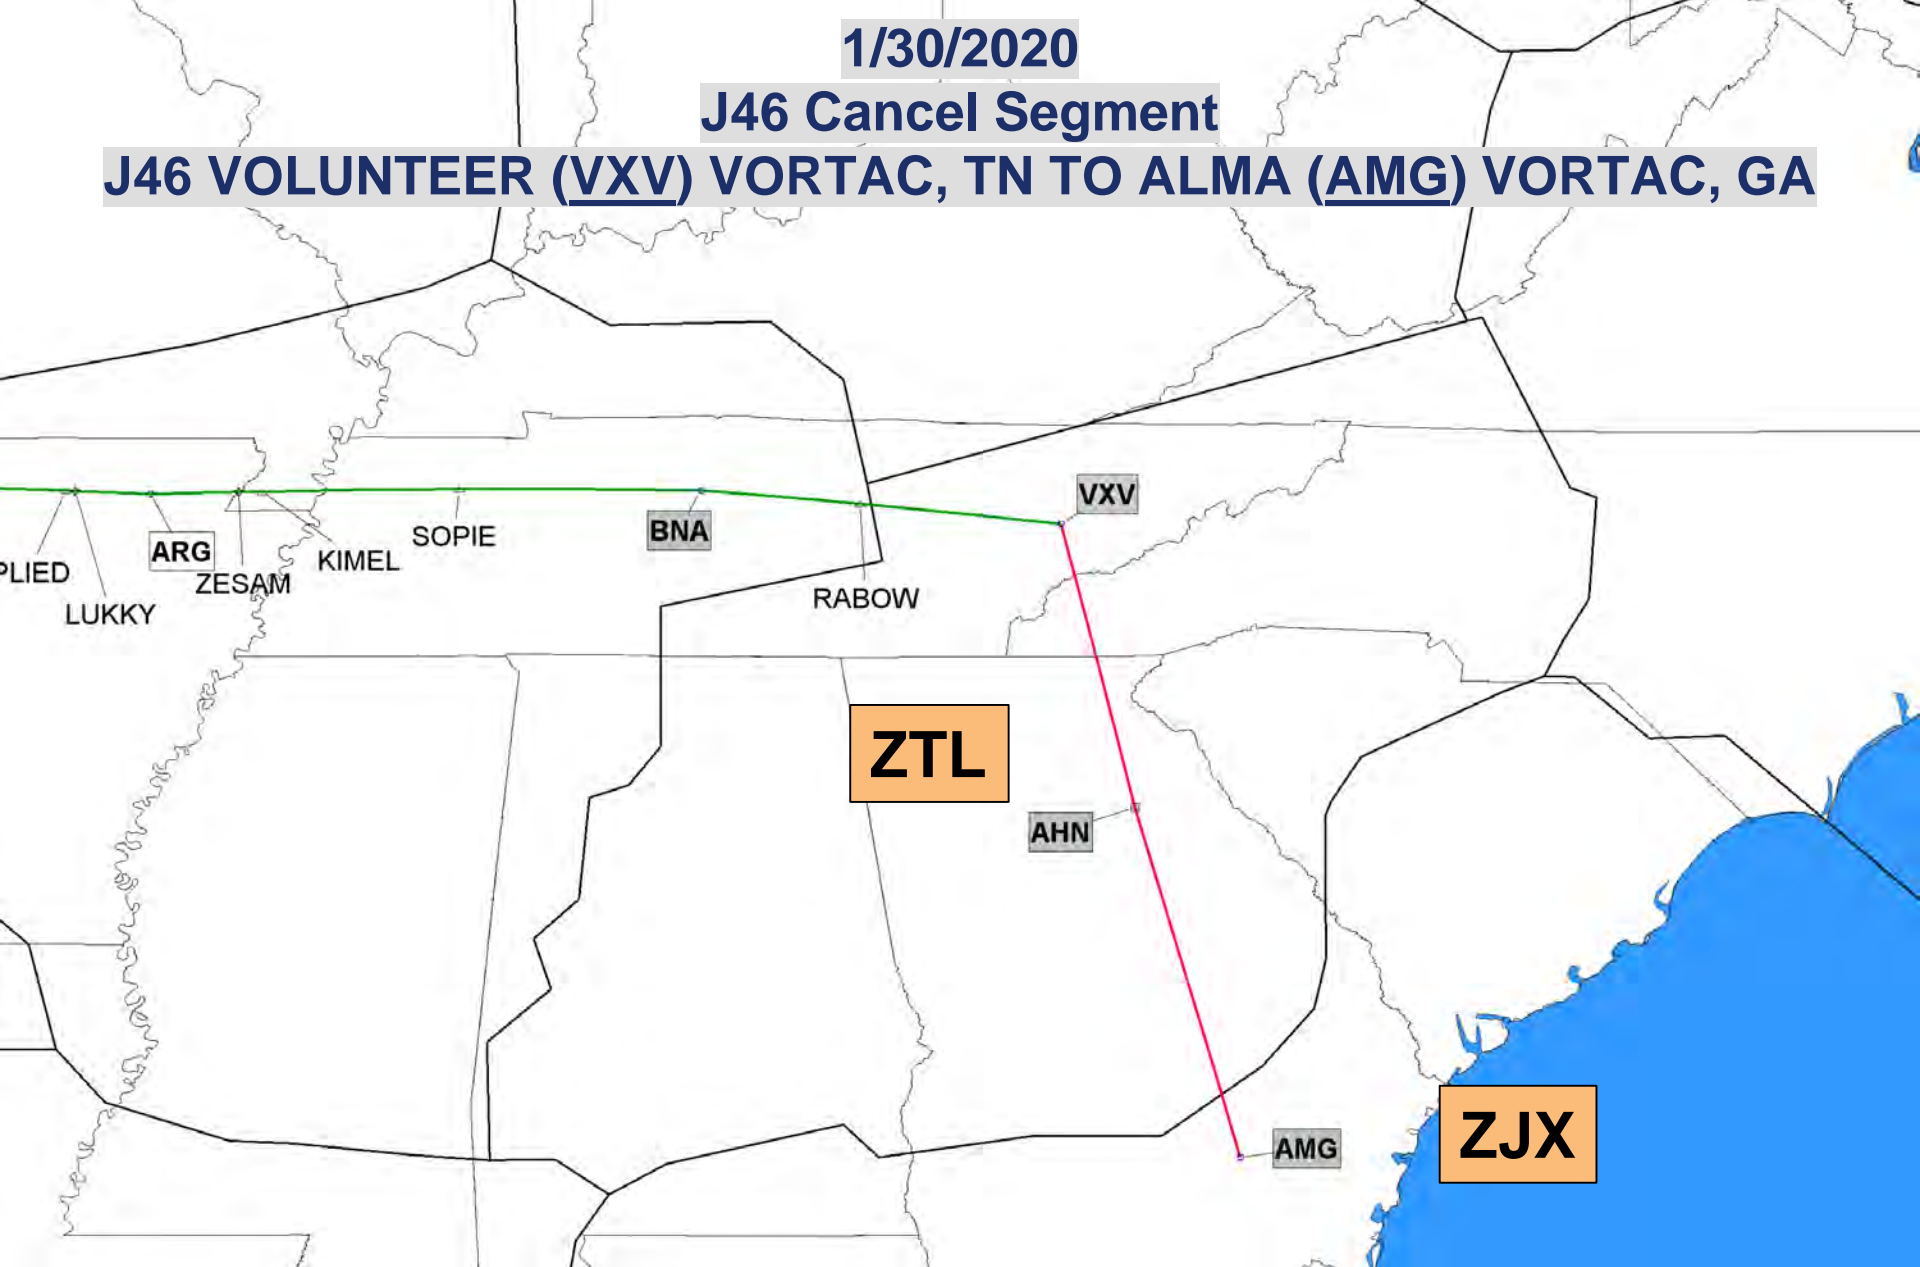 1/30/2020
J46 Cancel Segment
J46 VOLUNTEER (VXV) VORTAC, TN TO ALMA (AMG) VORTAC, GA
VXV
BNA
SOPIE
ARG
KIMEL
PLIED
ZESAM
LUKKY
RABOW
ZTL
AHN
ZJX
AMG